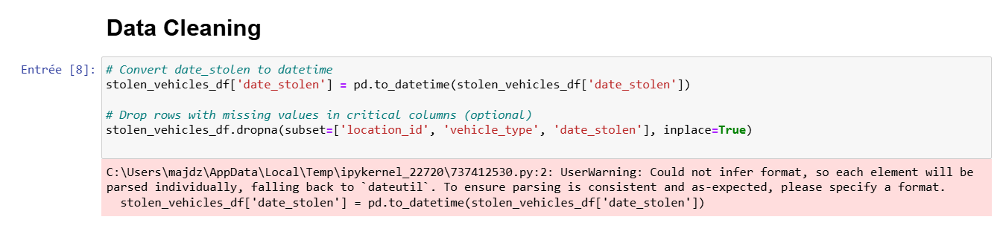 Data Cleaning
Entrée [8]:
# Convert date_stolen to datetime
stolen_vehicles_df['date_stolen'] = pd.to_datetime(stolen_vehicles_df['date_stolen'])
# Drop rows with missing values in critical columns (optional)
stolen_vehicles_df.dropna(subset=['location_id', 'vehicle_type', 'date_stolen'], inplace=True)
C:\Users\majdz\AppData\Local\Temp\ipykernel_22720\737412530.py:2: UserWarning: Could not infer format, so each element will be
parsed individually, falling back to `dateutil`. To ensure parsing is consistent and as-expected, please specify a format.
  stolen_vehicles_df['date_stolen'] = pd.to_datetime(stolen_vehicles_df['date_stolen'])